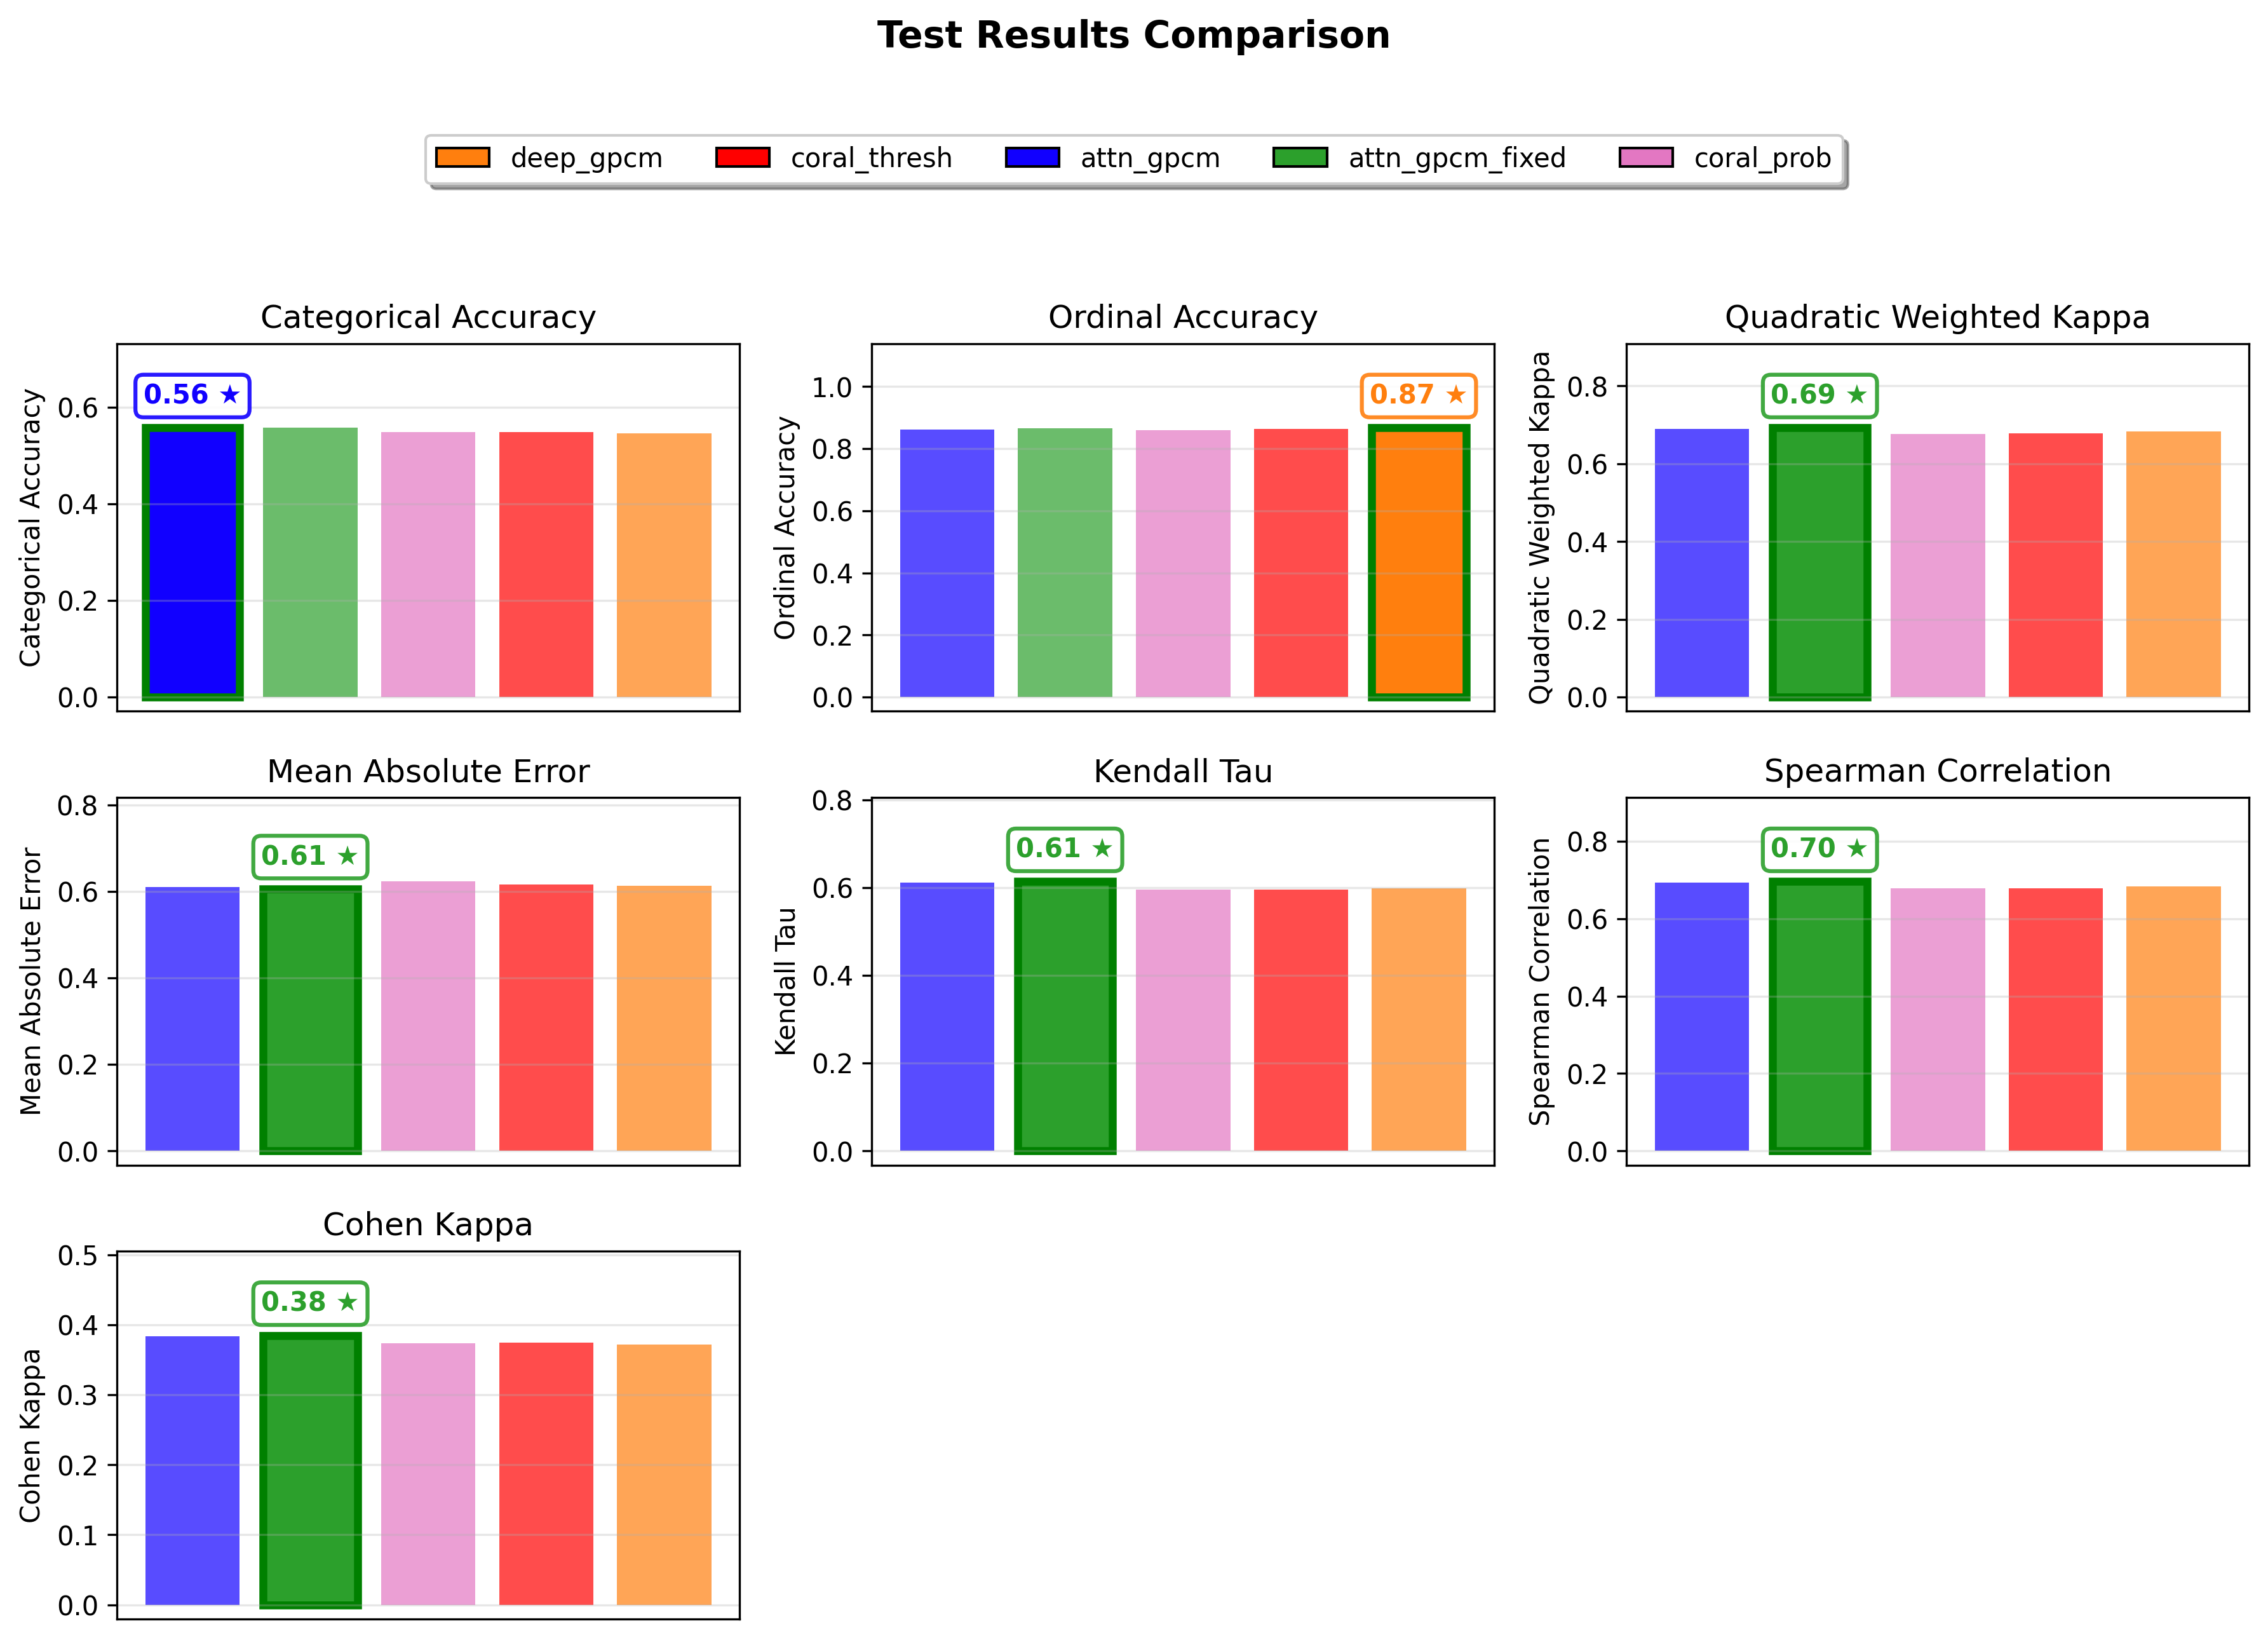 Test Results Comparison
deep_gpcm coral_thresh attn_gpcm attn_gpcm_fixed coral_prob
Categorical Accuracy
Categorical Accuracy
0.6
0.4
0.2
0.0
0.56 ★
Ordinal Accuracy
Ordinal Accuracy
1.0
0.8
0.6
0.4
0.2
0.0
0.87 ★
Quadratic Weighted Kappa
Quadratic Weighted Kappa
0.8
0.6
0.4
0.2
0.0
0.69 ★
Mean Absolute Error
Mean Absolute Error
0.8
0.6
0.4
0.2
0.0
0.61 ★
Kendall Tau
Kendall Tau
0.8
0.6
0.4
0.2
0.0
0.61 ★
Spearman Correlation
Spearman Correlation
0.8
0.6
0.4
0.2
0.0
0.70 ★
Cohen Kappa
Cohen Kappa
0.5
0.4
0.3
0.2
0.1
0.0
0.38 ★